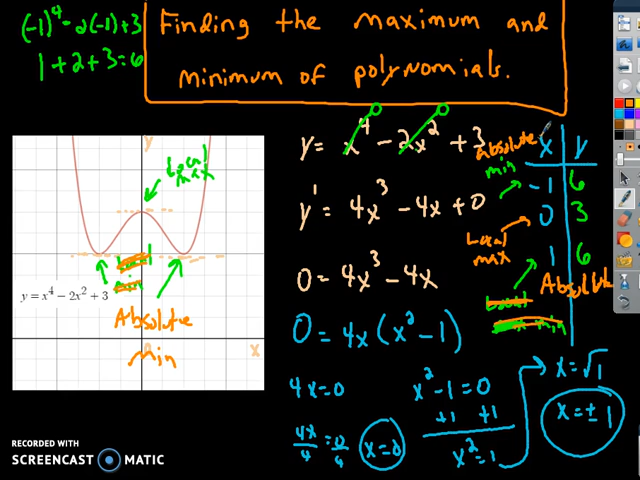 (-1)^4 - 2(-1) + 3
1 + 2 + 3 = 6
Finding the maximum and
minimum of polynomials.
y
Local
max
min
y = x⁴ − 2x² + 3
Absolute
min
x
y = x⁴ - 2x² + 3
y' = 4x³ - 4x + 0
0 = 4x³ - 4x
0 = 4x(x² - 1)
4x = 0
4x/4 = 0/4
x = 0
x² - 1 = 0
+1 +1
x² = 1
x = √1
x = ± 1
Absolute
min
Local
max
x y
-1 6
0 3
1 6
Absolute
min
RECORDED WITH
SCREENCAST O MATIC